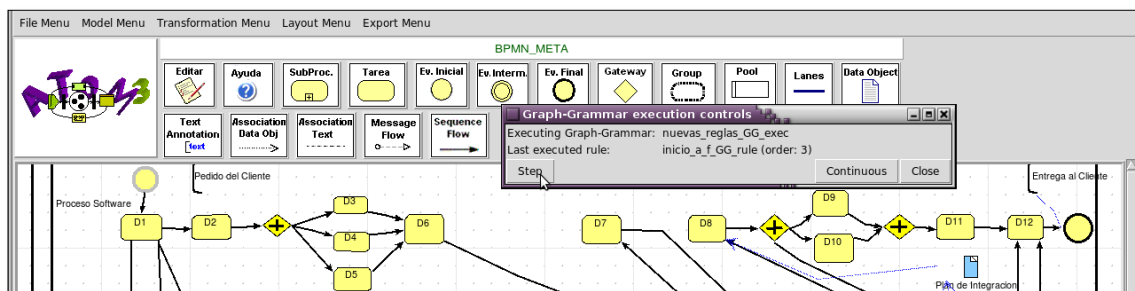 File Menu Model Menu Transformation Menu Layout Menu Export Menu
BPMN_META
AToM3
Editar Ayuda SubProc. Tarea Ev. Inicial Ev. Interm. Ev. Final Gateway Group Pool Lanes Data Object
Text Annotation Association Data Obj Association Text Message Flow Sequence Flow
[text
Graph-Grammar execution controls
Executing Graph-Grammar: nuevas_reglas_GG_exec
Last executed rule: inicio_a_f_GG_rule (order: 3)
Step Continuous Close
Pedido del Cliente Entrega al Cliente
Proceso Software
D1 D2 D3 D4 D5 D6 D7 D8 D9 D10 D11 D12
Plan de Integracion